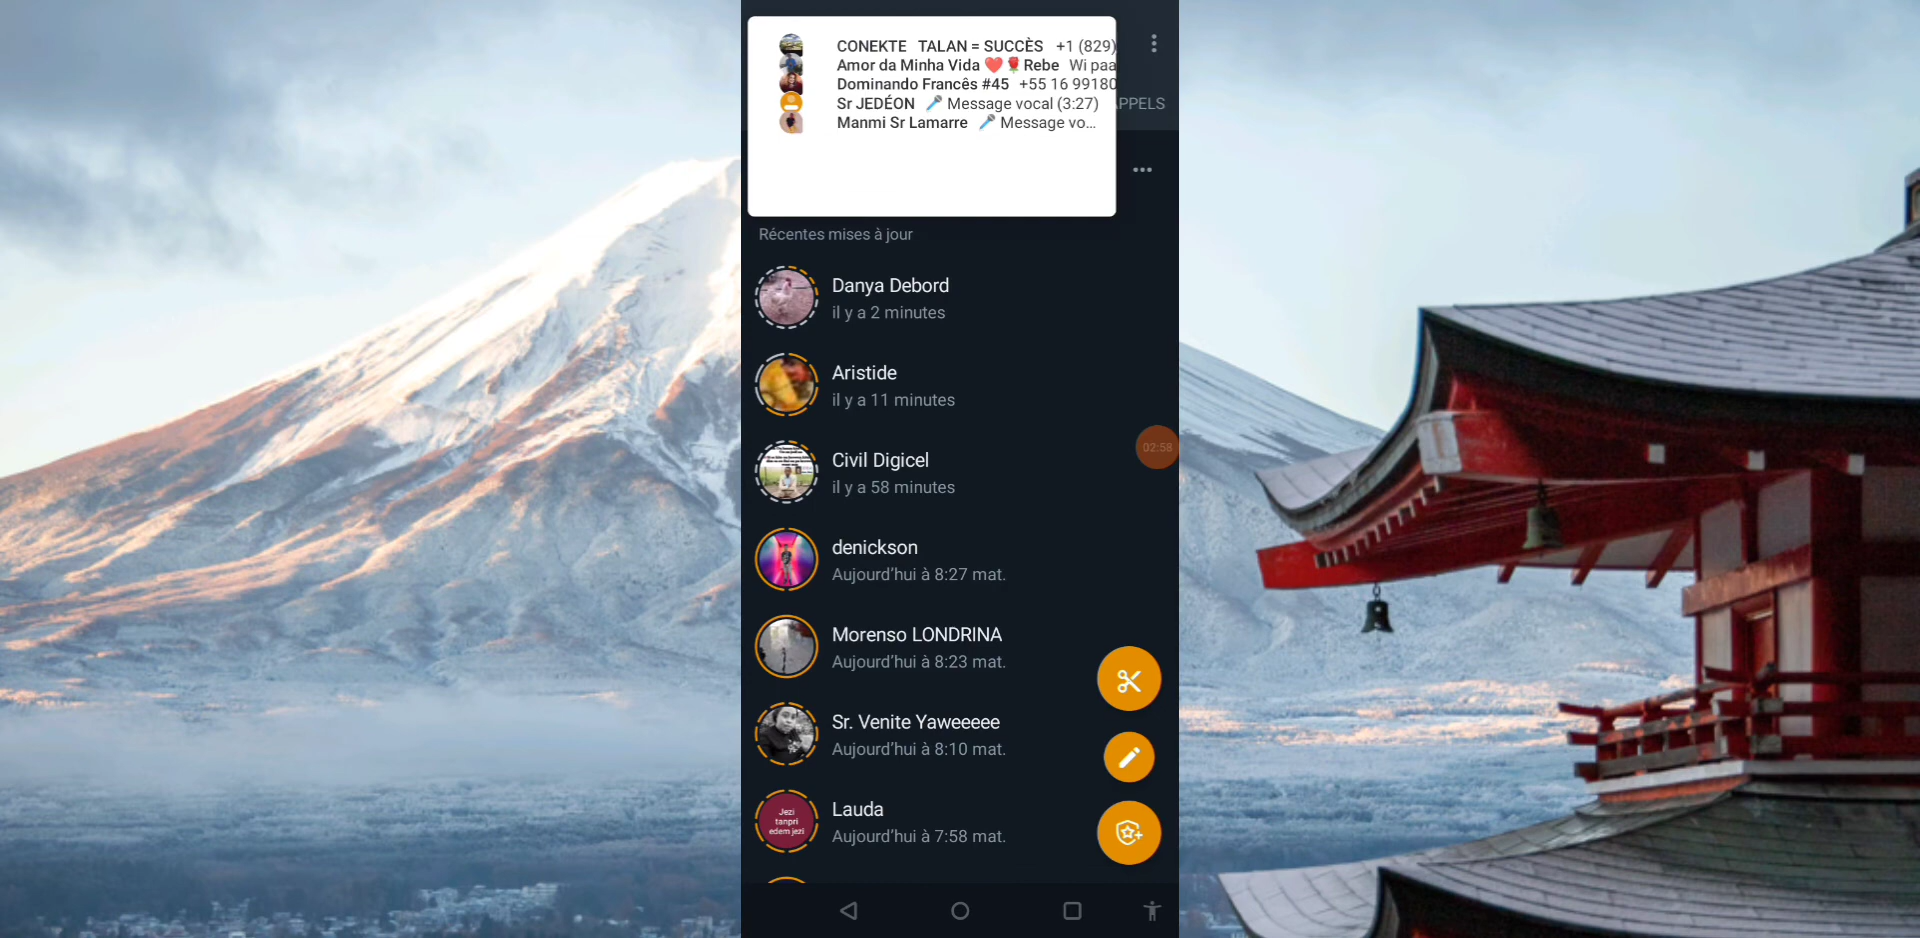 CONEKTE TALAN = SUCCÈS +1 (829)
Amor da Minha Vida ❤️🌹Rebe Wi paa
Dominando Francês #45 +55 16 99180
Sr JEDÉON 🎤 Message vocal (3:27)
Manmi Sr Lamarre 🎤 Message vo...
PPELS
Récentes mises à jour
Danya Debord
il y a 2 minutes
Aristide
il y a 11 minutes
Civil Digicel
il y a 58 minutes
02:58
denickson
Aujourd'hui à 8:27 mat.
Morenso LONDRINA
Aujourd'hui à 8:23 mat.
Sr. Venite Yaweeeee
Aujourd'hui à 8:10 mat.
Jezi
tanpri
edem jezi
Lauda
Aujourd'hui à 7:58 mat.